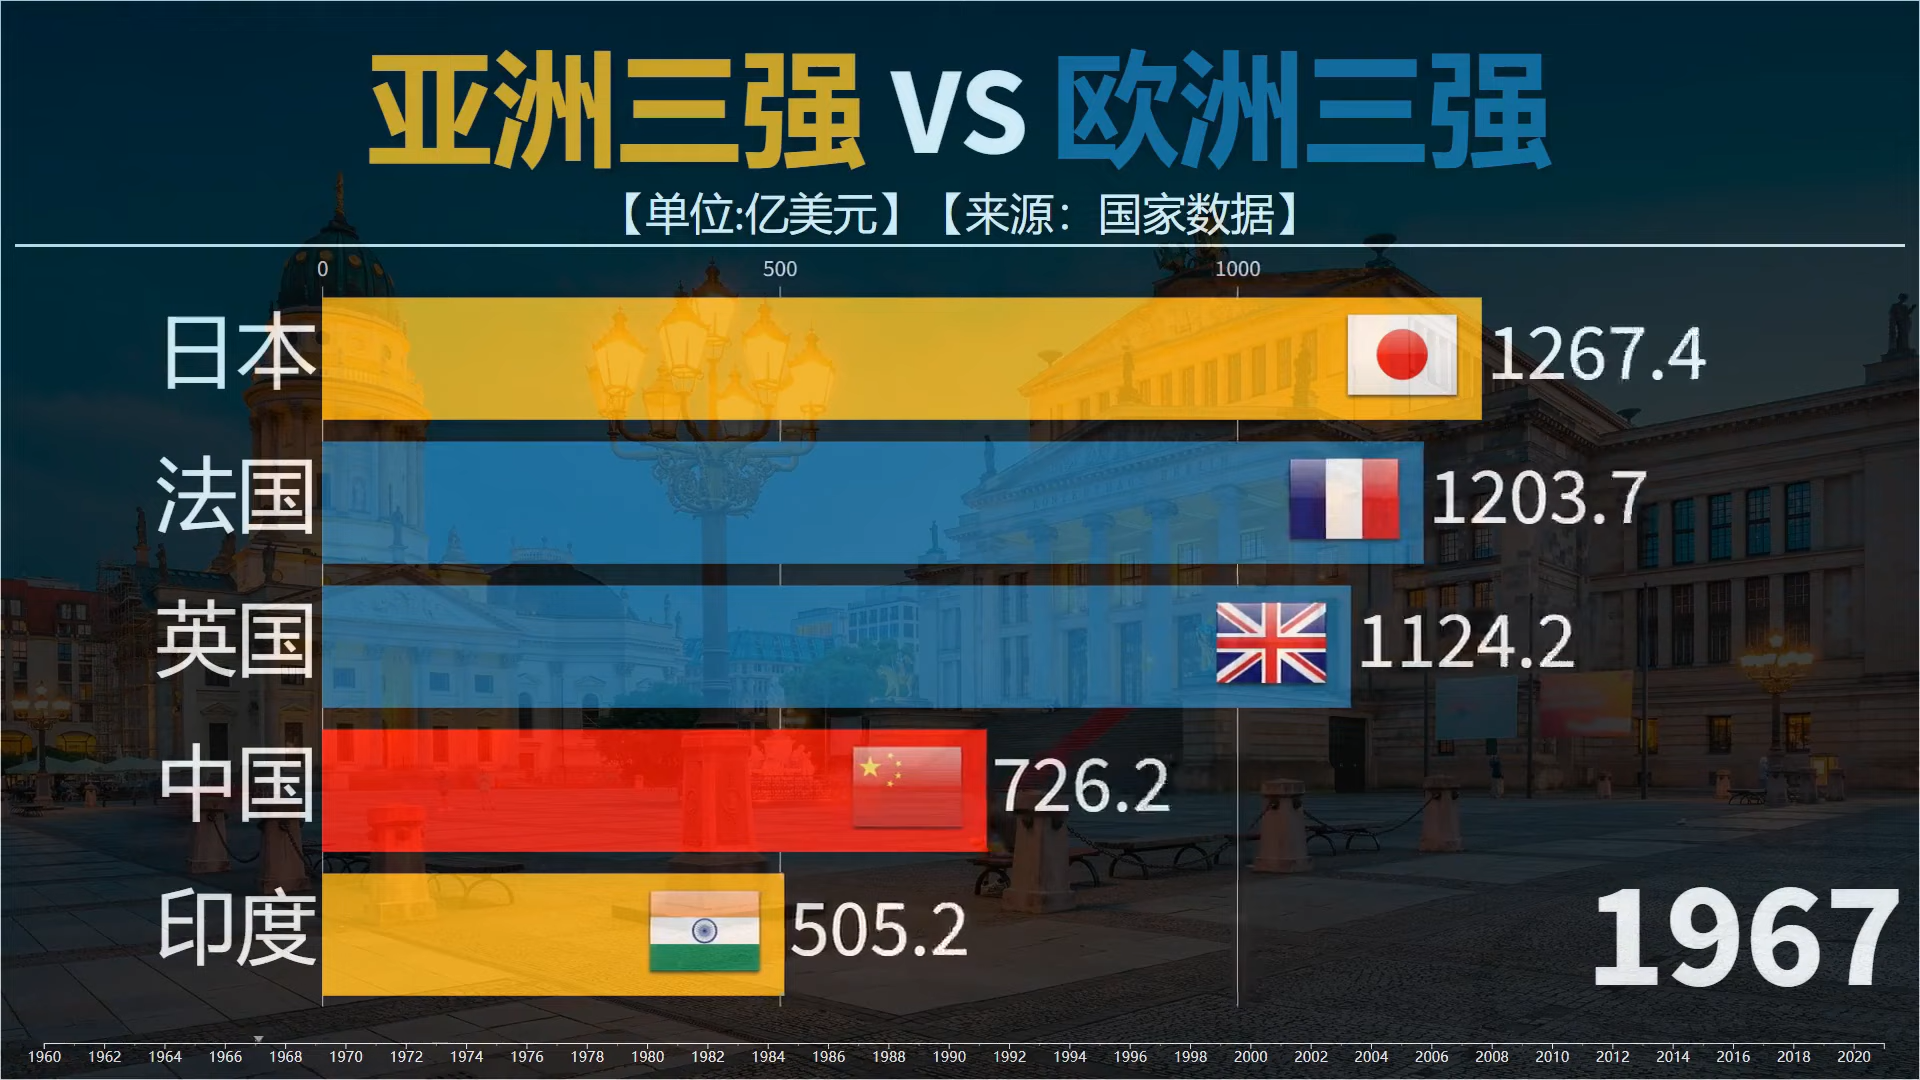 亚洲三强 VS 欧洲三强
【单位:亿美元】【来源：国家数据】
0 500 1000
日本 1267.4
法国 1203.7
英国 1124.2
中国 726.2
印度 505.2
1967
1960 1962 1964 1966 1968 1970 1972 1974 1976 1978 1980 1982 1984 1986 1988 1990 1992 1994 1996 1998 2000 2002 2004 2006 2008 2010 2012 2014 2016 2018 2020